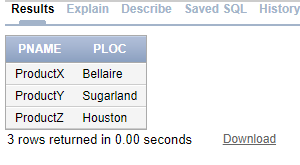 Results Explain Describe Saved SQL History
PNAME PLOC
ProductX Bellaire
ProductY Sugarland
ProductZ Houston
3 rows returned in 0.00 seconds Download